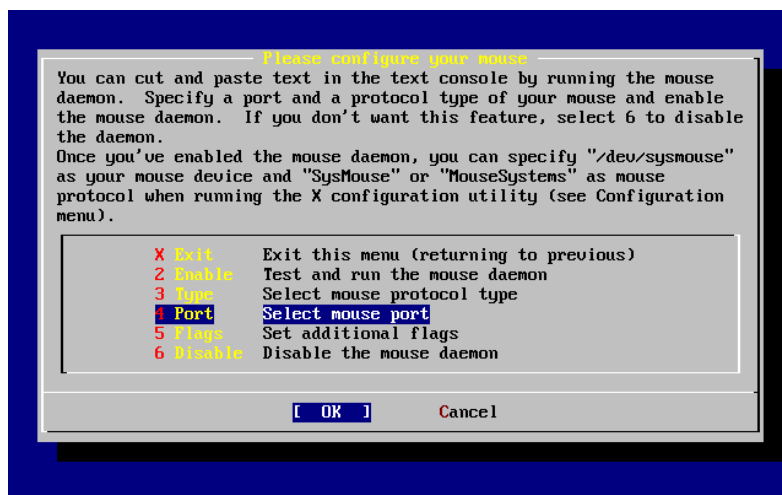 Please configure your mouse
You can cut and paste text in the text console by running the mouse
daemon.  Specify a port and a protocol type of your mouse and enable
the mouse daemon.  If you don't want this feature, select 6 to disable
the daemon.
Once you've enabled the mouse daemon, you can specify "/dev/sysmouse"
as your mouse device and "SysMouse" or "MouseSystems" as mouse
protocol when running the X configuration utility (see Configuration
menu).
X Exit Exit this menu (returning to previous)
2 Enable Test and run the mouse daemon
3 Type Select mouse protocol type
4 Port Select mouse port
5 Flags Set additional flags
6 Disable Disable the mouse daemon
[ OK ] Cancel